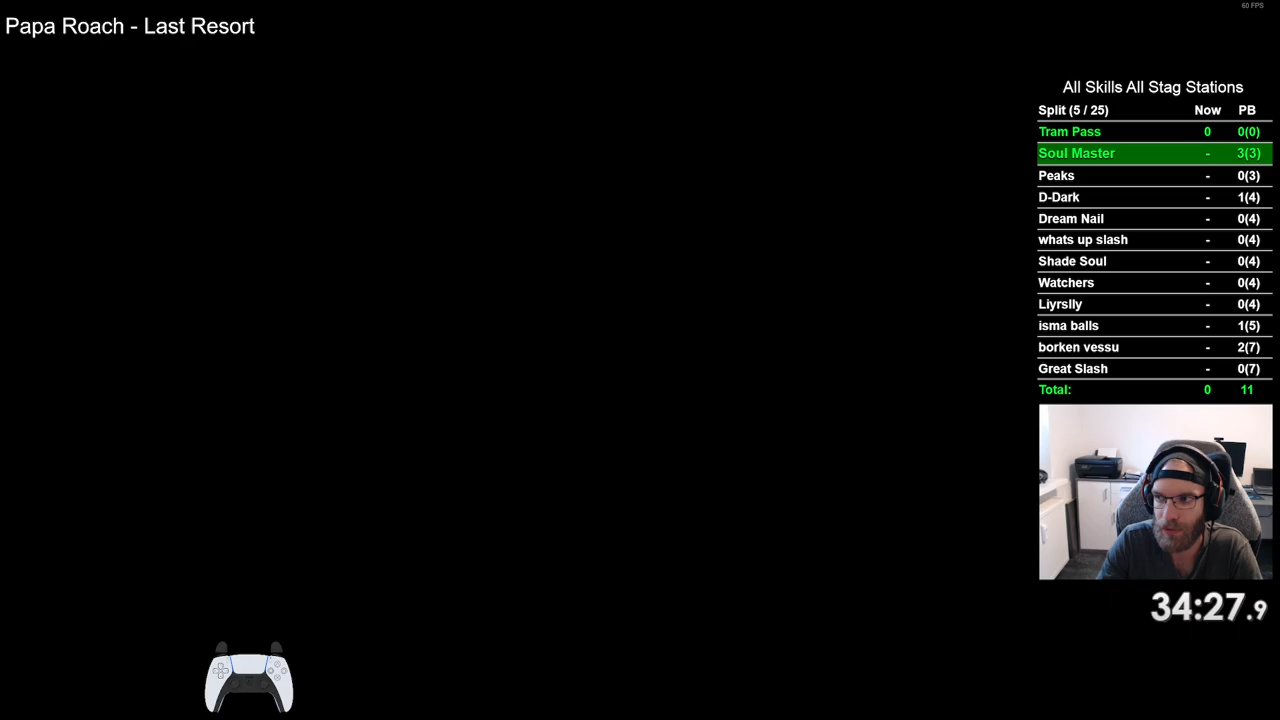 60 FPS
Papa Roach - Last Resort
All Skills All Stag Stations
Split (5 / 25) Now PB
Tram Pass 0 0(0)
Soul Master - 3(3)
Peaks - 0(3)
D-Dark - 1(4)
Dream Nail - 0(4)
whats up slash - 0(4)
Shade Soul - 0(4)
Watchers - 0(4)
Liyrslly - 0(4)
isma balls - 1(5)
borken vessu - 2(7)
Great Slash - 0(7)
Total: 0 11
34:27.9